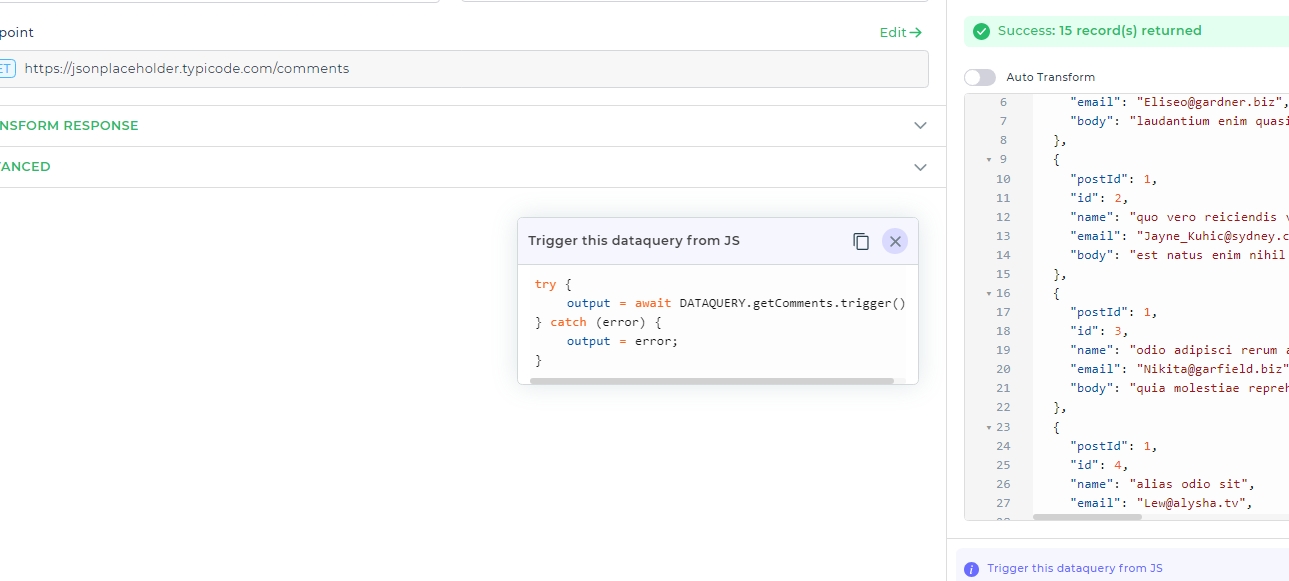 point
Edit
ET
https://jsonplaceholder.typicode.com/comments
NSFORM RESPONSE
ANCED
Trigger this dataquery from JS
try {
output = await DATAQUERY.getComments.trigger()
} catch (error) {
output = error;
}
Success: 15 record(s) returned
Auto Transform
6 "email": "Eliseo@gardner.biz",
7 "body": "laudantium enim quasi
8 },
9 {
10 "postId": 1,
11 "id": 2,
12 "name": "quo vero reiciendis
13 "email": "Jayne_Kuhic@sydney.c
14 "body": "est natus enim nihil
15 },
16 {
17 "postId": 1,
18 "id": 3,
19 "name": "odio adipisci rerum a
20 "email": "Nikita@garfield.biz"
21 "body": "quia molestiae repreh
22 },
23 {
24 "postId": 1,
25 "id": 4,
26 "name": "alias odio sit",
27 "email": "Lew@alysha.tv",
Trigger this dataquery from JS